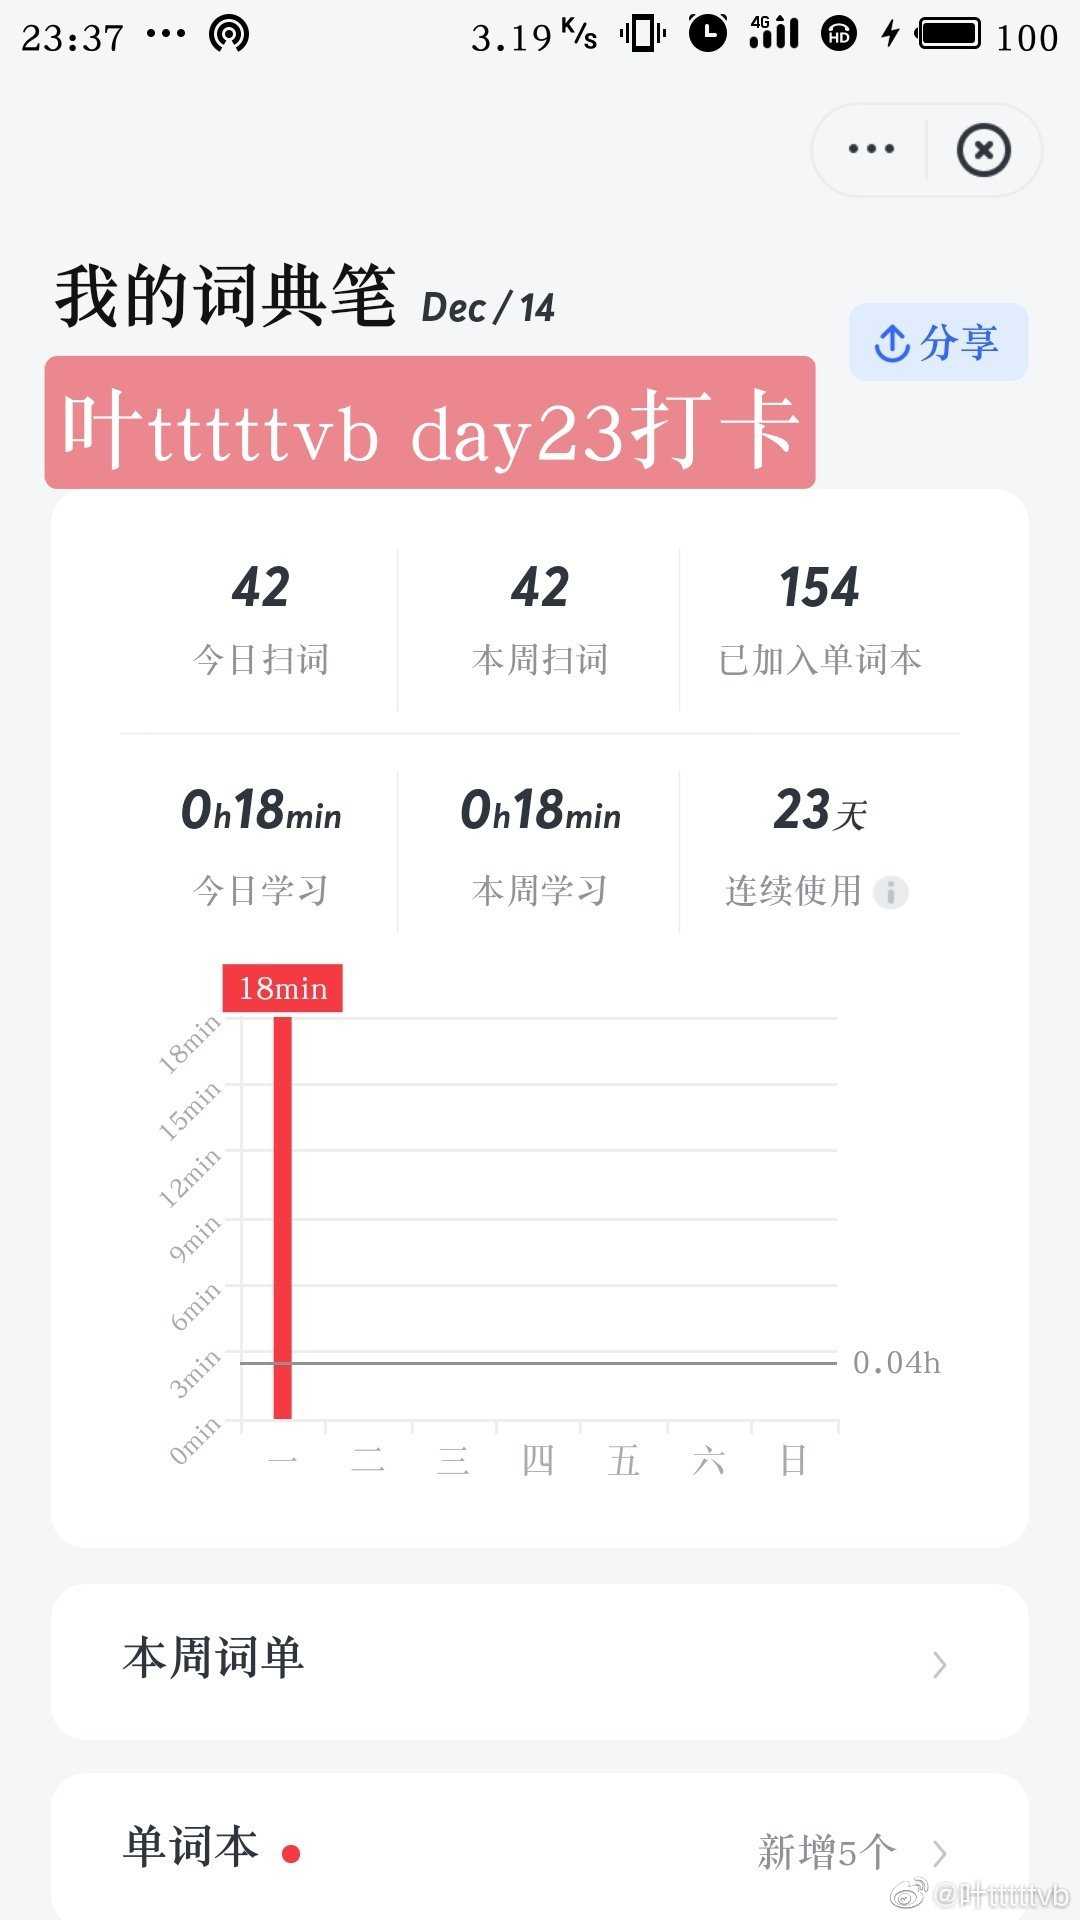 23:37 ... 3.19 K/s 4G HD 100
我的词典笔 Dec / 14
分享
叶tttttvb day23打卡
42 42 154
今日扫词 本周扫词 已加入单词本
0h18min 0h18min 23天
今日学习 本周学习 连续使用
18min
18min
15min
12min
9min
6min
3min
0.04h
0min
一 二 三 四 五 六 日
本周词单
单词本 新增5个
@叶tttttvb